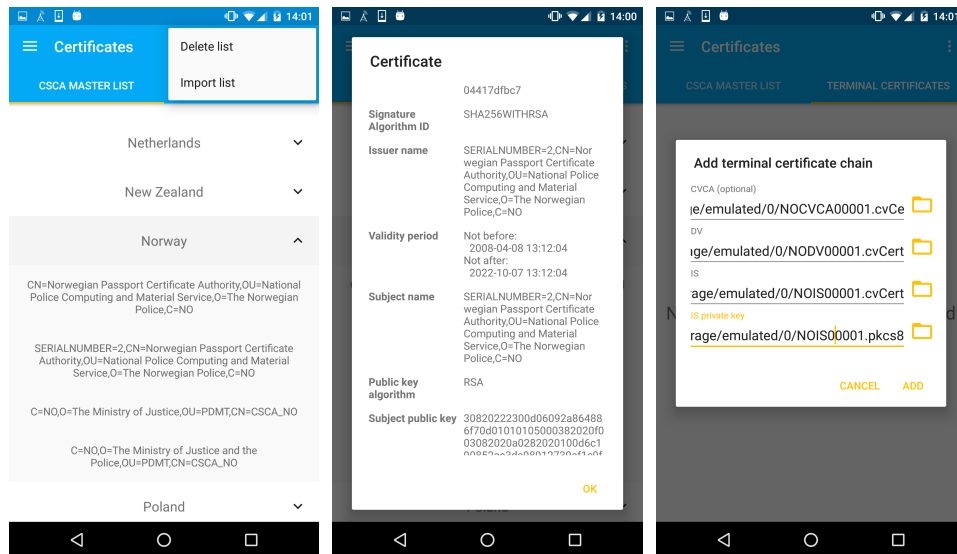 14:01
Certificates
Delete list
Import list
CSCA MASTER LIST
Netherlands
New Zealand
Norway
CN=Norwegian Passport Certificate Authority,OU=National
Police Computing and Material Service,O=The Norwegian
Police,C=NO
SERIALNUMBER=2,CN=Norwegian Passport Certificate
Authority,OU=National Police Computing and Material
Service,O=The Norwegian Police,C=NO
C=NO,O=The Ministry of Justice,OU=PDMT,CN=CSCA_NO
C=NO,O=The Ministry of Justice and the
Police,OU=PDMT,CN=CSCA_NO
Poland
14:00
Certificate
04417dfbc7
Signature
Algorithm ID
SHA256WITHRSA
Issuer name
SERIALNUMBER=2,CN=Nor
wegian Passport Certificate
Authority,OU=National Police
Computing and Material
Service,O=The Norwegian
Police,C=NO
Validity period
Not before:
2008-04-08 13:12:04
Not after:
2022-10-07 13:12:04
Subject name
SERIALNUMBER=2,CN=Nor
wegian Passport Certificate
Authority,OU=National Police
Computing and Material
Service,O=The Norwegian
Police,C=NO
Public key
algorithm
RSA
Subject public key
30820222300d06092a86488
6f70d01010105000382020f0
03082020a0282020100d6c1
OK
14:01
Certificates
CSCA MASTER LIST
TERMINAL CERTIFICATES
Add terminal certificate chain
CVCA (optional)
ge/emulated/0/NOCVCA00001.cvCe
DV
age/emulated/0/NODV00001.cvCert
IS
rage/emulated/0/NOIS00001.cvCert
IS private key
rage/emulated/0/NOIS00001.pkcs8
CANCEL
ADD